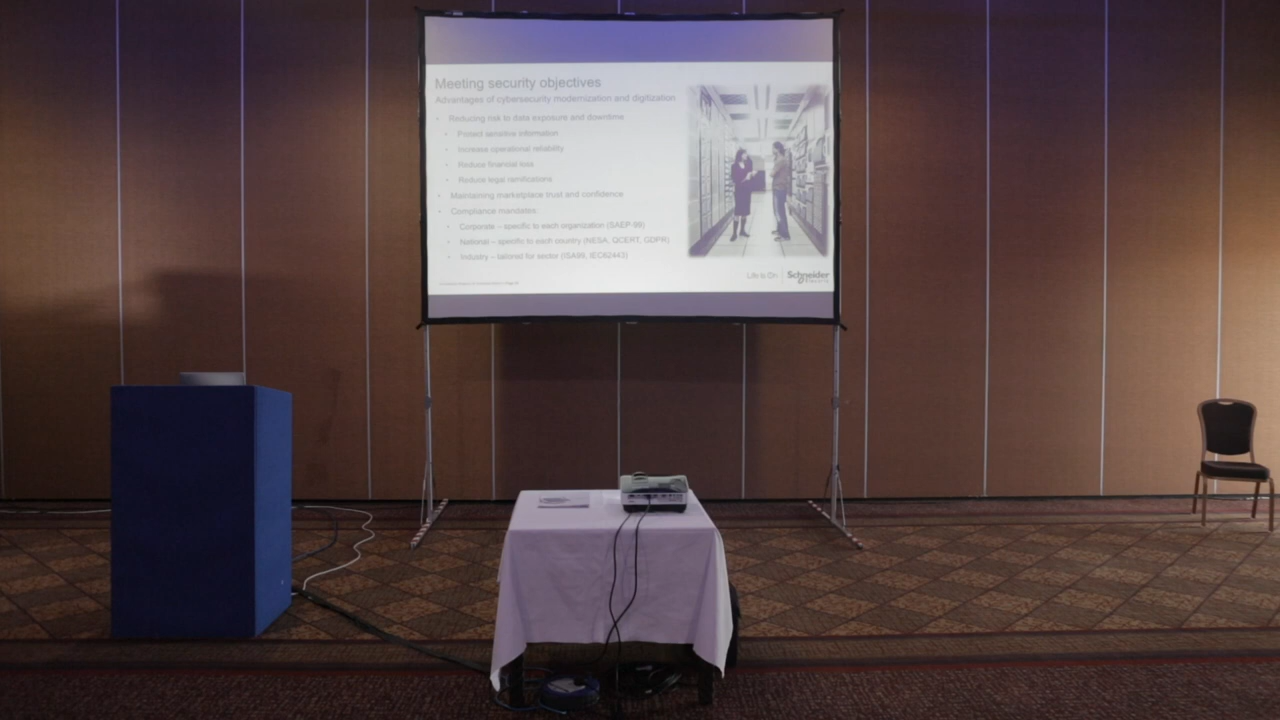 Meeting security objectives
Advantages of cybersecurity modernization and digitization
Reducing risk to data exposure and downtime
Protect sensitive information
Increase operational reliability
Reduce financial loss
Reduce legal ramifications
Maintaining marketplace trust and confidence
Compliance mandates:
Corporate – specific to each organization (SAEP-99)
National – specific to each country (NESA, QCERT, GDPR)
Industry – tailored for sector (ISA99, IEC62443)
Life Is On | Schneider
Electric